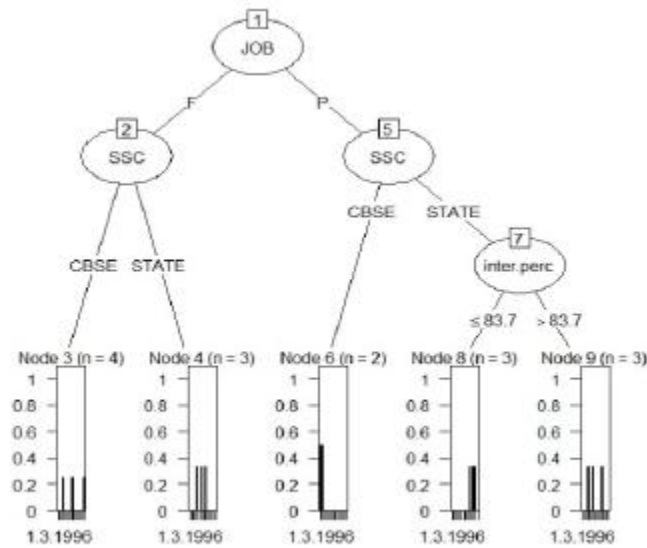 1
JOB
F P
2 5
SSC SSC
CBSE STATE
7
CBSE STATE inter.perc
≤ 83.7 > 83.7
Node 3 (n = 4) Node 4 (n = 3) Node 6 (n = 2) Node 8 (n = 3) Node 9 (n = 3)
1 1 1 1 1
0.8 0.8 0.8 0.8 0.8
0.6 0.6 0.6 0.6 0.6
0.4 0.4 0.4 0.4 0.4
0.2 0.2 0.2 0.2 0.2
0 0 0 0 0
1.3.1996 1.3.1996 1.3.1996 1.3.1996 1.3.1996